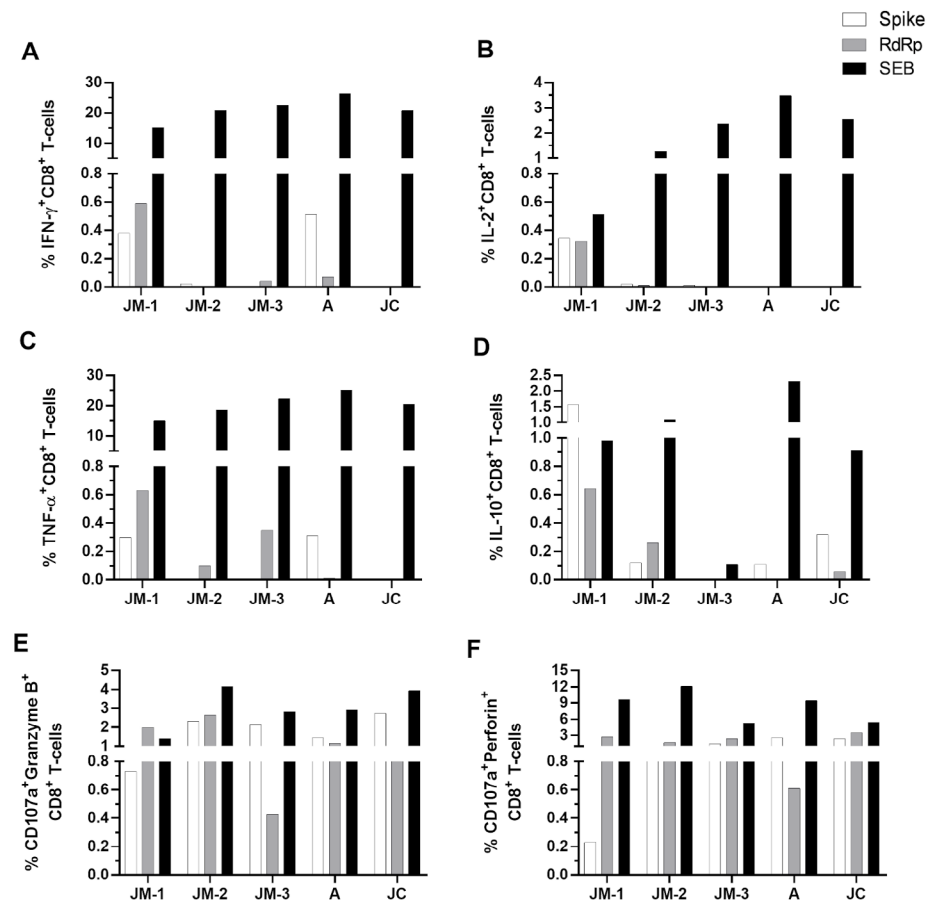 Spike
RdRp
SEB
A
% IFN-γ⁺CD8⁺ T-cells
30
20
10
0.8
0.6
0.4
0.2
0.0
JM-1 JM-2 JM-3 A JC
B
% IL-2⁺CD8⁺ T-cells
4
3
2
1
0.8
0.6
0.4
0.2
0.0
JM-1 JM-2 JM-3 A JC
C
% TNF-α⁺CD8⁺ T-cells
30
20
10
0.8
0.6
0.4
0.2
0.0
JM-1 JM-2 JM-3 A JC
D
% IL-10⁺CD8⁺ T-cells
2.5
2.0
1.5
1.0
1.0
0.8
0.6
0.4
0.2
0.0
JM-1 JM-2 JM-3 A JC
E
% CD107a⁺Granzyme B⁺
CD8⁺ T-cells
5
4
3
2
1
0.8
0.6
0.4
0.2
0.0
JM-1 JM-2 JM-3 A JC
F
% CD107a⁺Perforin⁺
CD8⁺ T-cells
15
12
9
6
3
0.8
0.6
0.4
0.2
0.0
JM-1 JM-2 JM-3 A JC